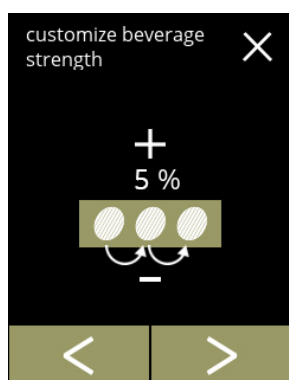 customize beverage
strength
+
5 %
-
< >